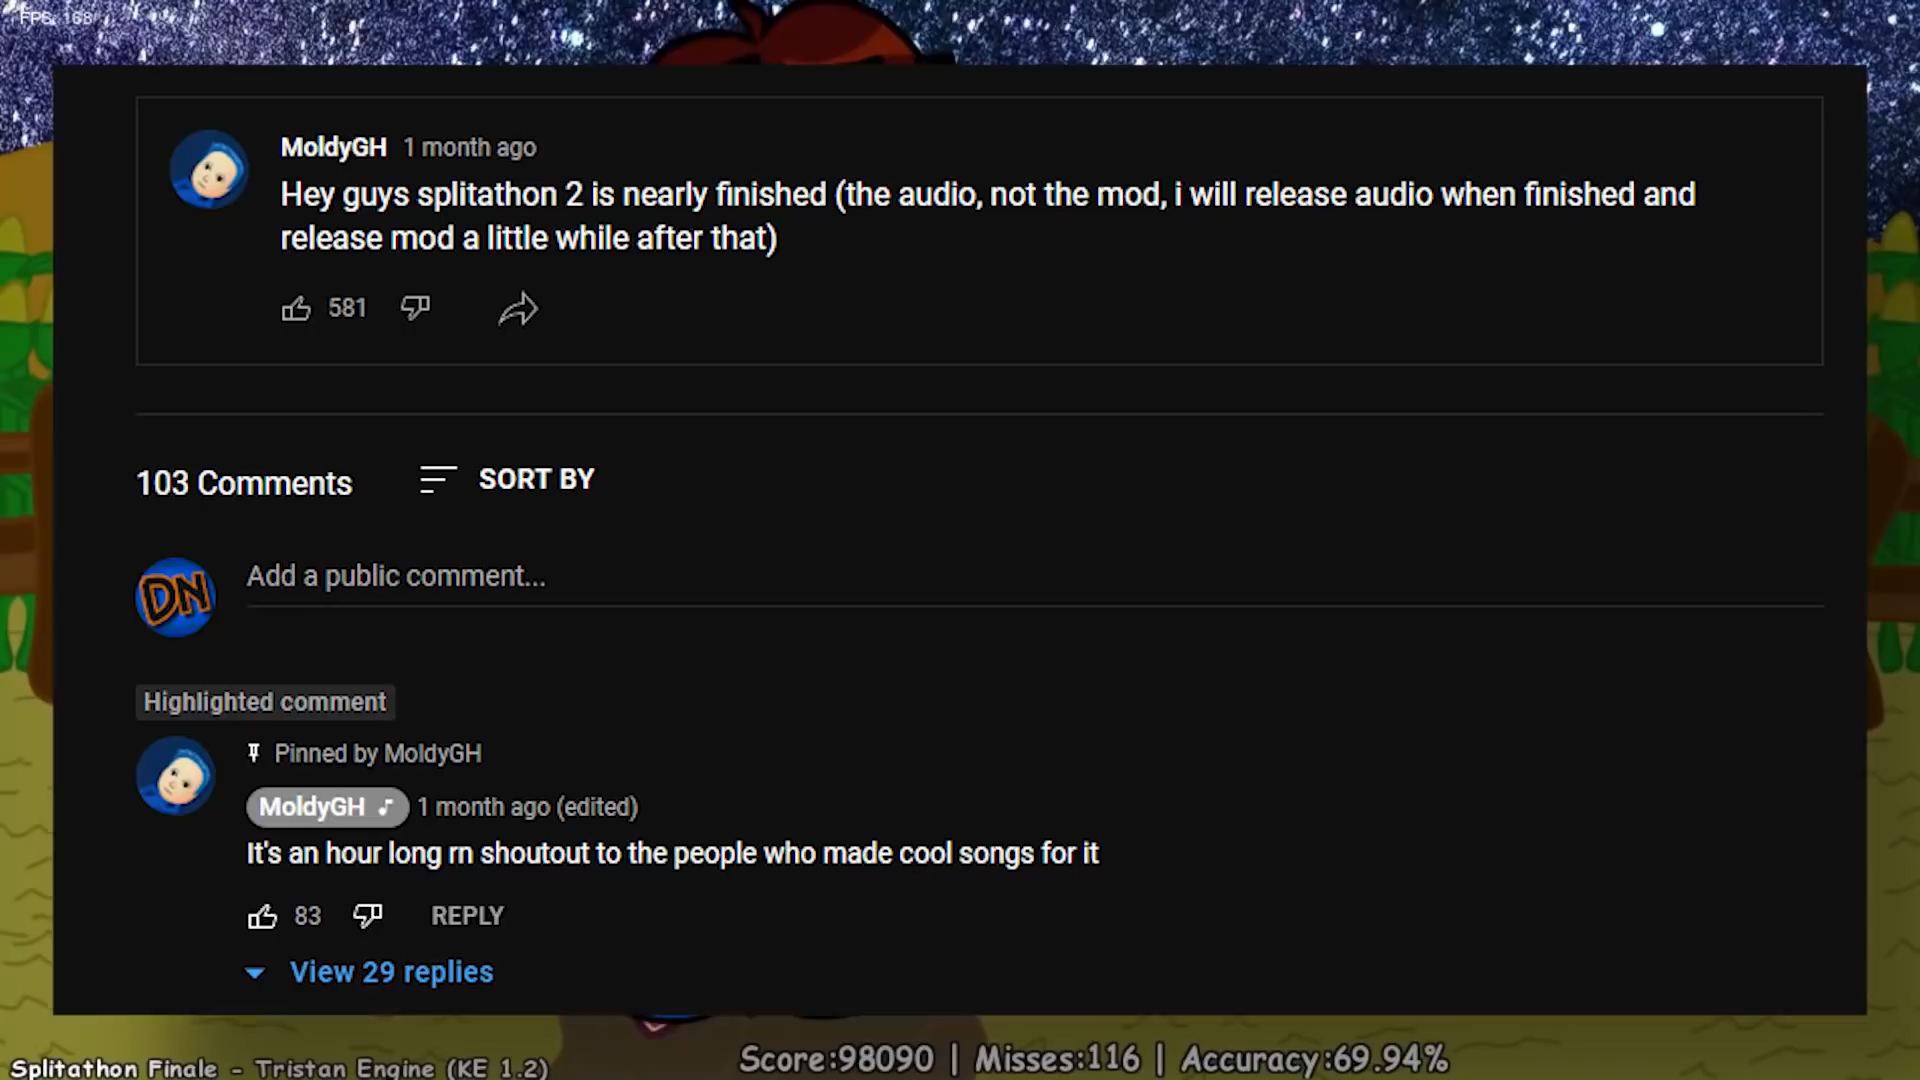 FPS: 168
MoldyGH 1 month ago
Hey guys splitathon 2 is nearly finished (the audio, not the mod, i will release audio when finished and
release mod a little while after that)
581
103 Comments SORT BY
DN Add a public comment...
Highlighted comment
Pinned by MoldyGH
MoldyGH 1 month ago (edited)
It's an hour long rn shoutout to the people who made cool songs for it
83 REPLY
View 29 replies
Splitathon Finale - Tristan Engine (KE 1.2) Score:98090 | Misses:116 | Accuracy:69.94%